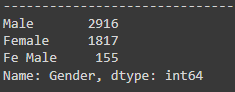 ------------------------------
Male        2916
Female      1817
Fe Male      155
Name: Gender, dtype: int64